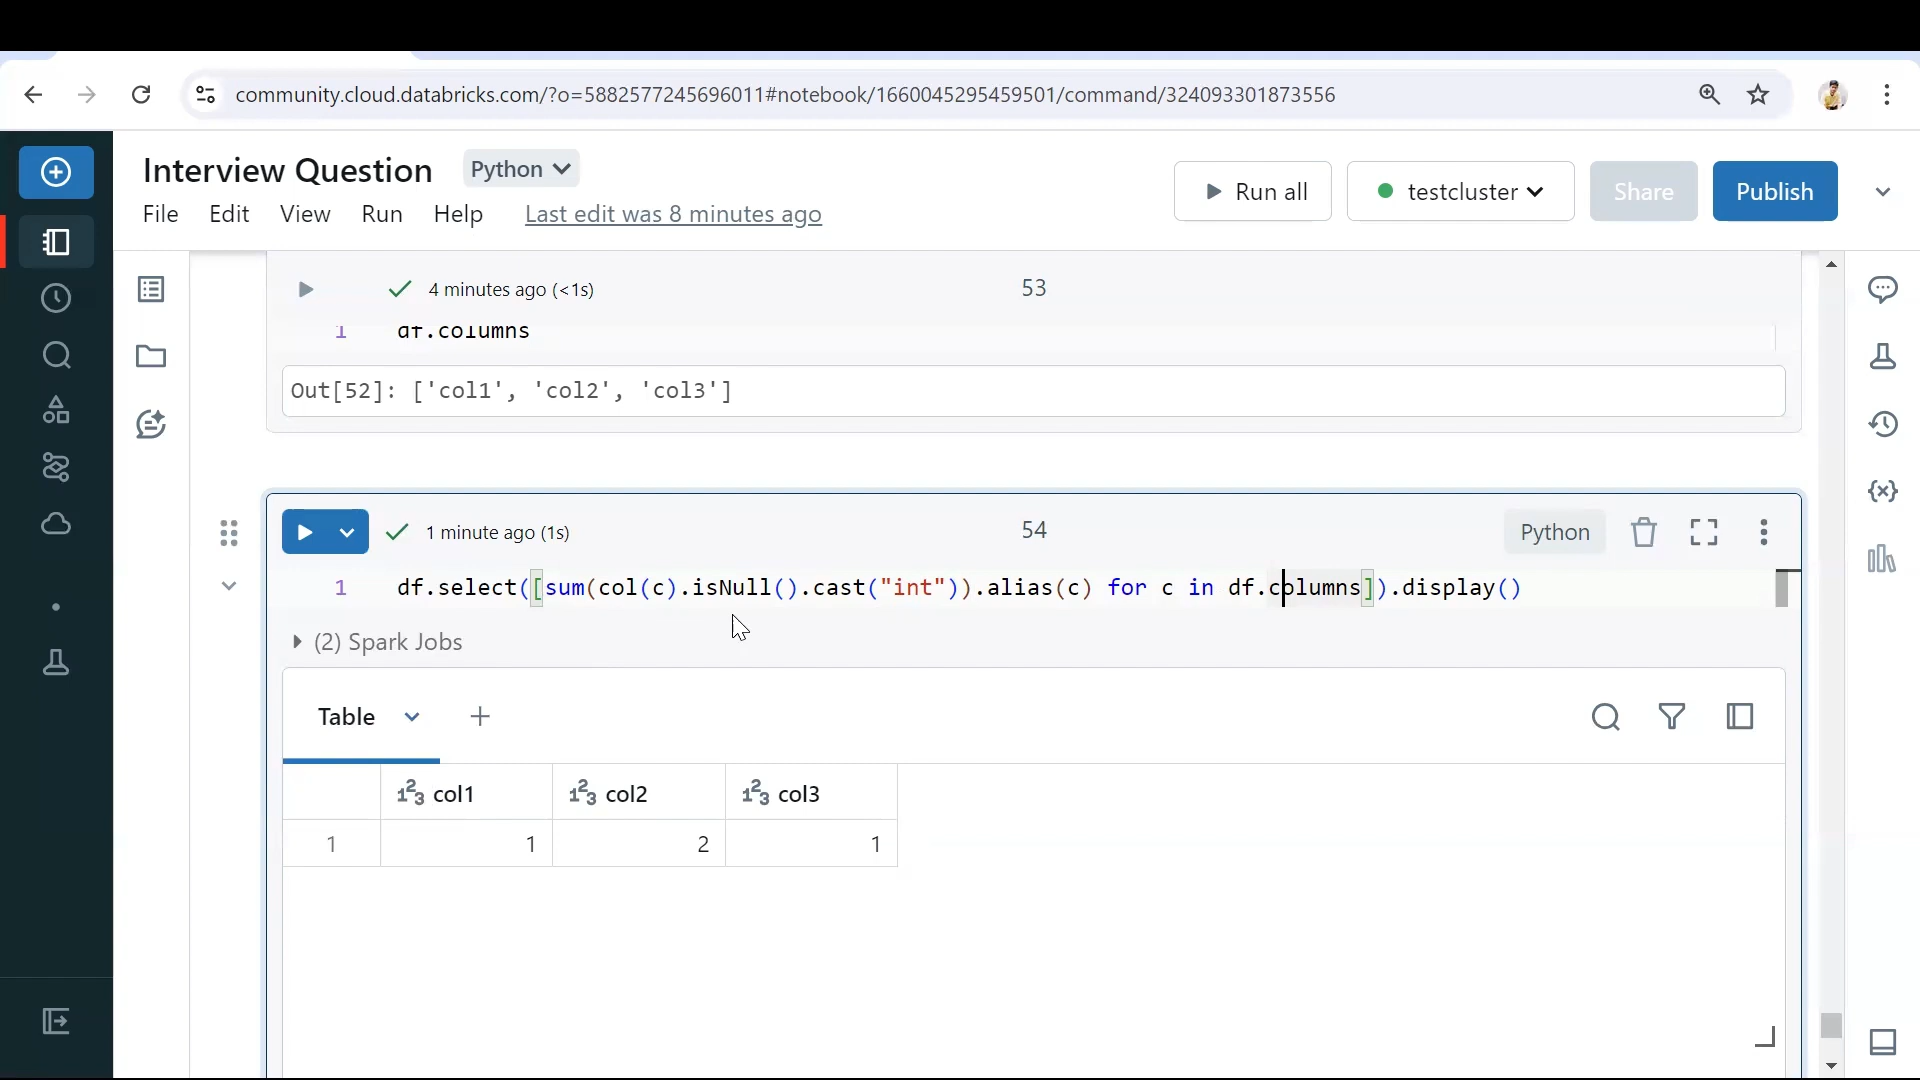 community.cloud.databricks.com/?o=5882577245696011#notebook/1660045295459501/command/324093301873556
Interview Question Python
Run all testcluster Share Publish
File Edit View Run Help Last edit was 8 minutes ago
4 minutes ago (<1s) 53
1 df.columns
Out[52]: ['col1', 'col2', 'col3']
1 minute ago (1s) 54 Python
1 df.select([sum(col(c).isNull().cast("int")).alias(c) for c in df.columns]).display()
(2) Spark Jobs
Table
col1 col2 col3
1 1 2 1